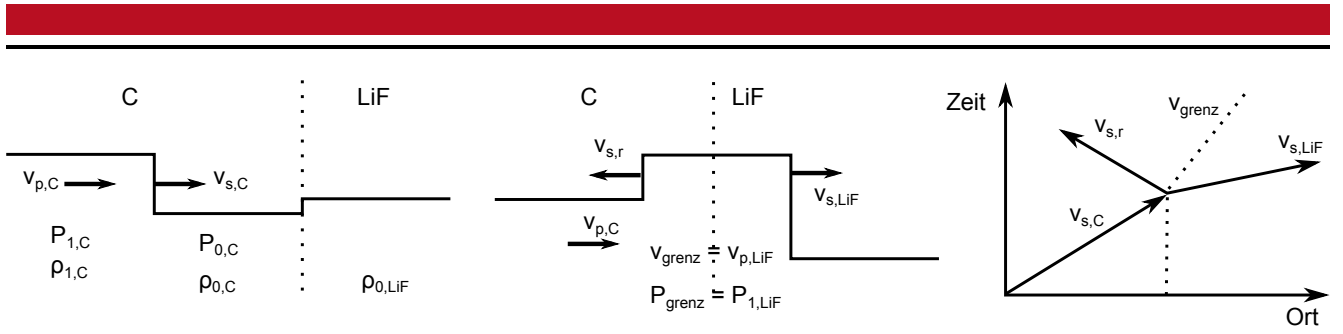 C LiF
v_p,C v_s,C
P_1,C P_0,C
ρ_1,C ρ_0,C ρ_0,LiF
C LiF
v_s,r v_s,LiF
v_p,C
v_grenz = v_p,LiF
P_grenz = P_1,LiF
Zeit
v_grenz
v_s,r
v_s,LiF
v_s,C
Ort